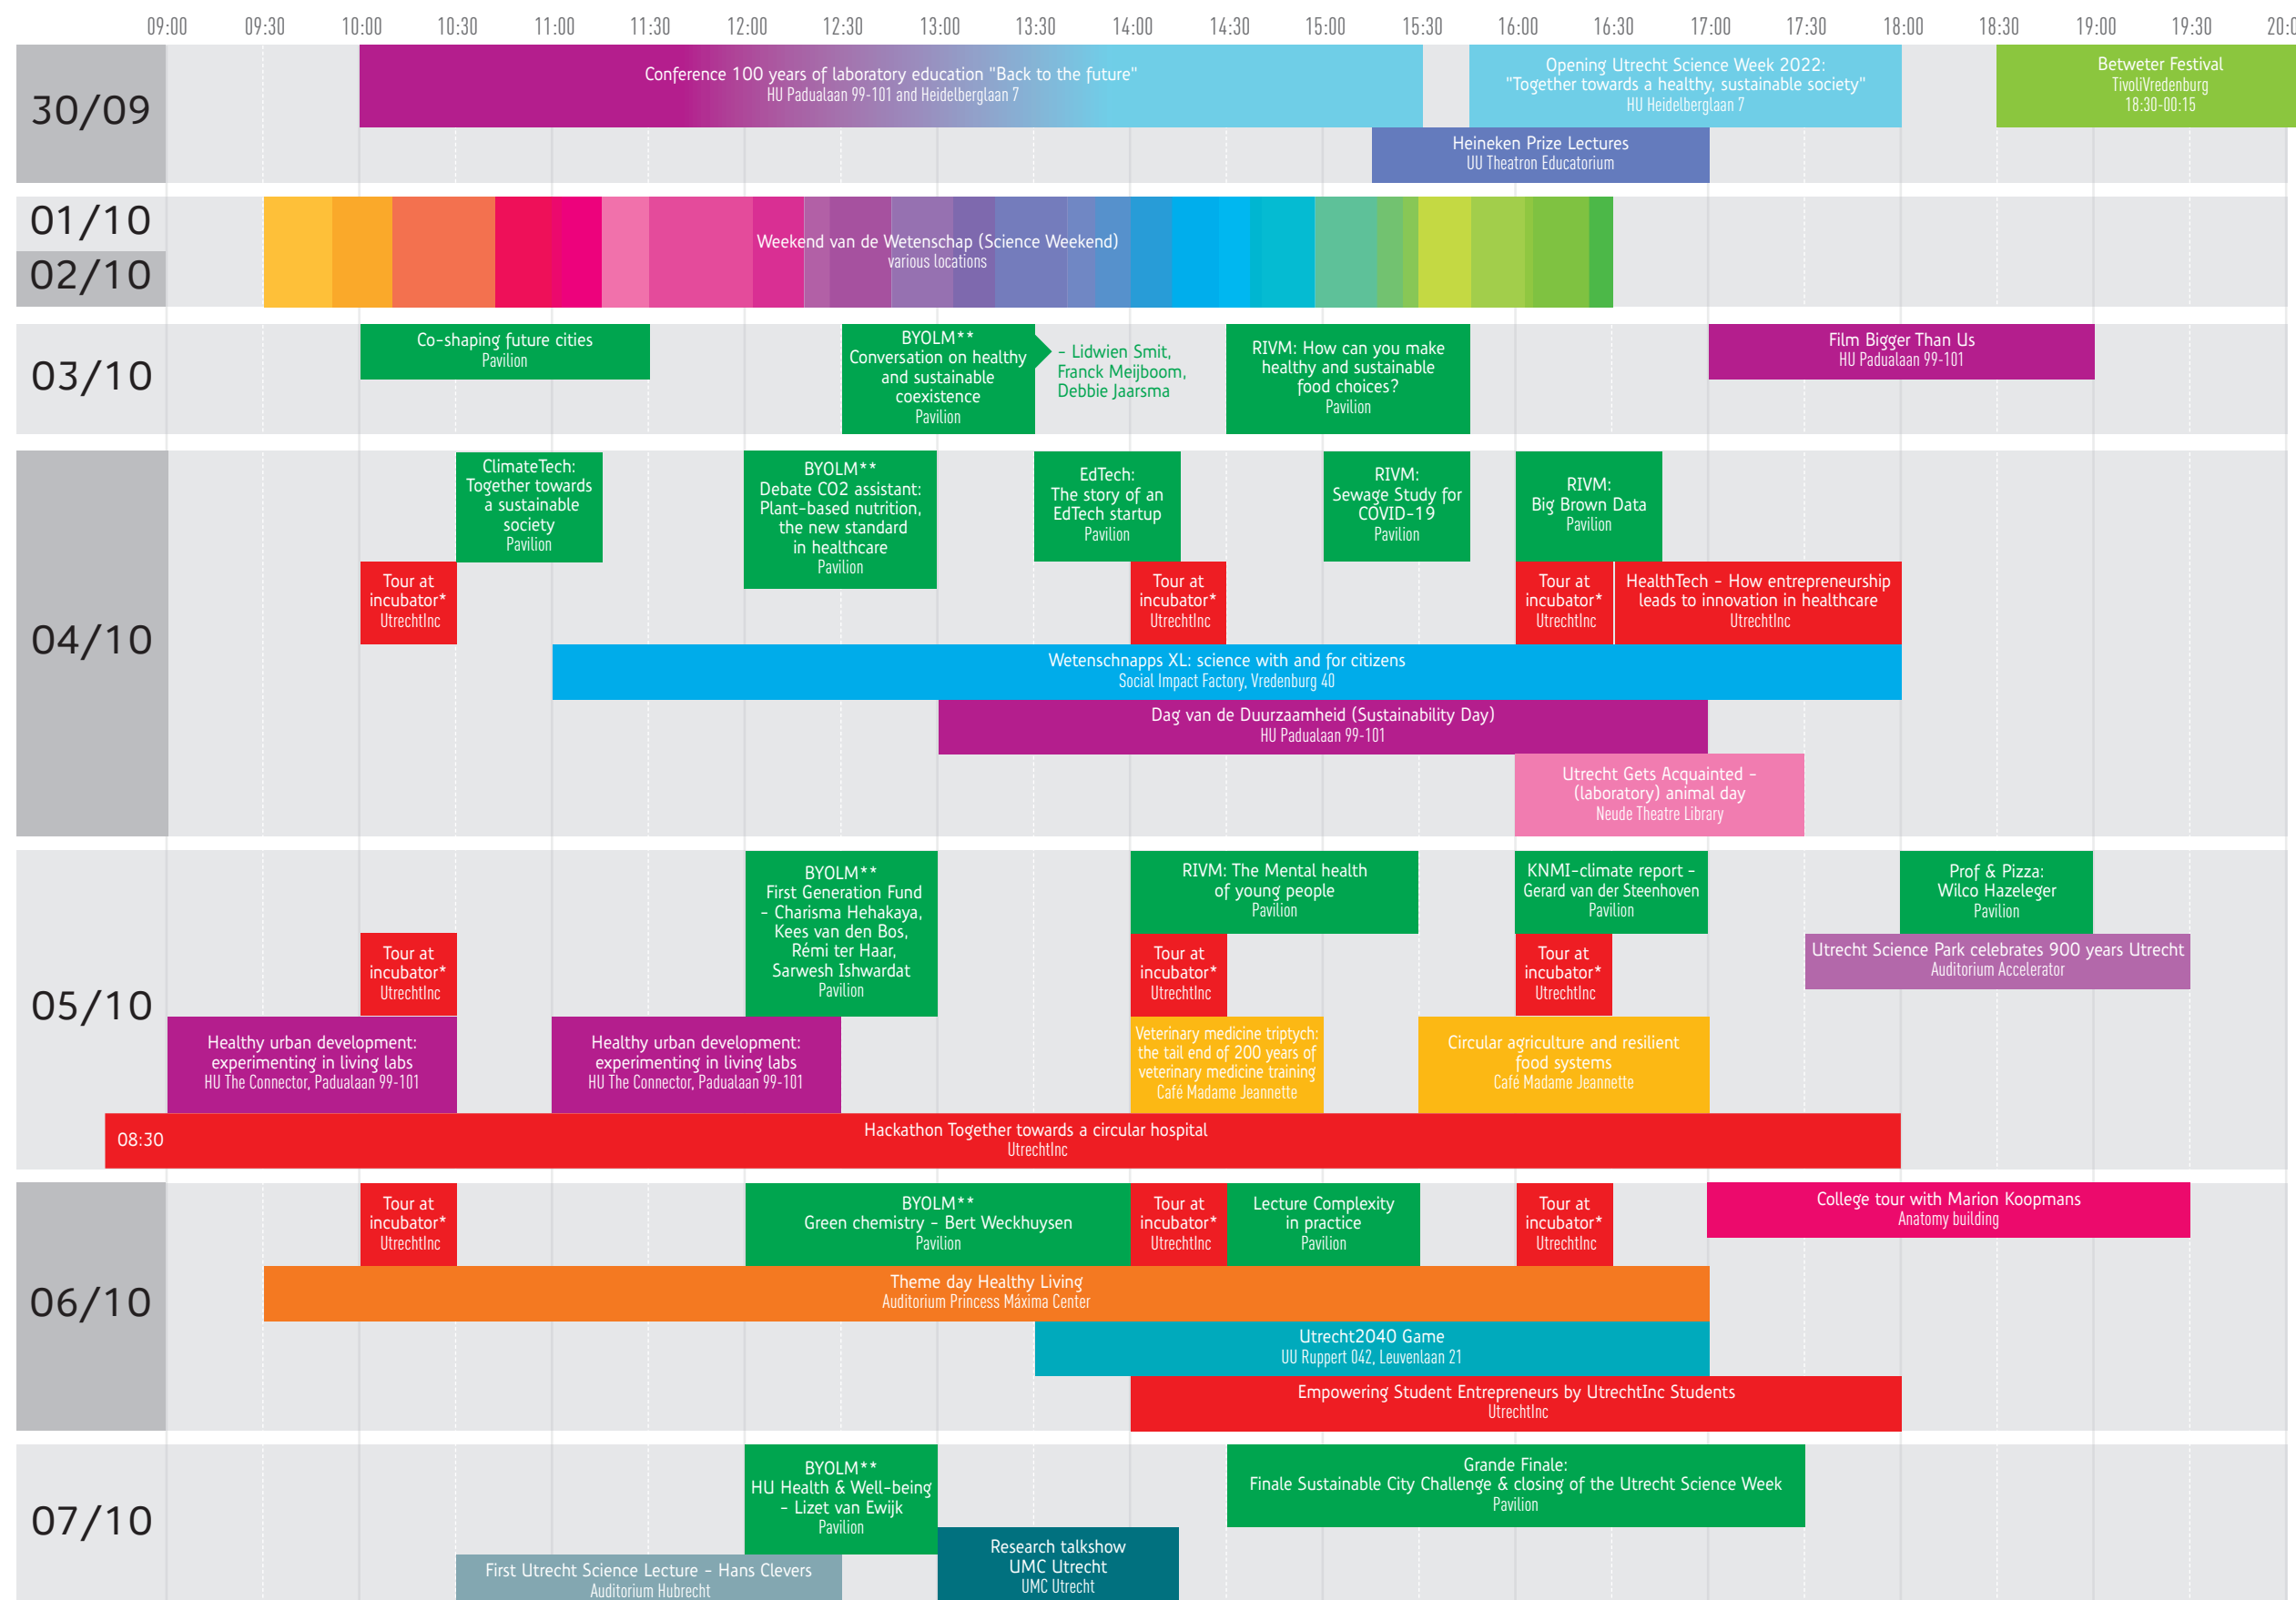 09:00 09:30 10:00 10:30 11:00 11:30 12:00 12:30 13:00 13:30 14:00 14:30 15:00 15:30 16:00 16:30 17:00 17:30 18:00 18:30 19:00 19:30 20:0
30/09
Conference 100 years of laboratory education "Back to the future"
HU Padualaan 99-101 and Heidelberglaan 7
Opening Utrecht Science Week 2022:
"Together towards a healthy, sustainable society"
HU Heidelberglaan 7
Betweter Festival
TivoliVredenburg
18:30-00:15
Heineken Prize Lectures
UU Theatron Educatorium
01/10
02/10
Weekend van de Wetenschap (Science Weekend)
various locations
03/10
Co-shaping future cities
Pavilion
BYOLM**
Conversation on healthy
and sustainable
coexistence
Pavilion
- Lidwien Smit,
Franck Meijboom,
Debbie Jaarsma
RIVM: How can you make
healthy and sustainable
food choices?
Pavilion
Film Bigger Than Us
HU Padualaan 99-101
04/10
ClimateTech:
Together towards
a sustainable
society
Pavilion
BYOLM**
Debate CO2 assistant:
Plant-based nutrition,
the new standard
in healthcare
Pavilion
EdTech:
The story of an
EdTech startup
Pavilion
RIVM:
Sewage Study for
COVID-19
Pavilion
RIVM:
Big Brown Data
Pavilion
Tour at
incubator*
UtrechtInc
Tour at
incubator*
UtrechtInc
Tour at
incubator*
UtrechtInc
HealthTech - How entrepreneurship
leads to innovation in healthcare
UtrechtInc
Wetenschnapps XL: science with and for citizens
Social Impact Factory, Vredenburg 40
Dag van de Duurzaamheid (Sustainability Day)
HU Padualaan 99-101
Utrecht Gets Acquainted -
(laboratory) animal day
Neude Theatre Library
05/10
BYOLM**
First Generation Fund
- Charisma Hehakaya,
Kees van den Bos,
Rémi ter Haar,
Sarwesh Ishwardat
Pavilion
RIVM: The Mental health
of young people
Pavilion
KNMI-climate report -
Gerard van der Steenhoven
Pavilion
Prof & Pizza:
Wilco Hazeleger
Pavilion
Tour at
incubator*
UtrechtInc
Tour at
incubator*
UtrechtInc
Tour at
incubator*
UtrechtInc
Utrecht Science Park celebrates 900 years Utrecht
Auditorium Accelerator
Healthy urban development:
experimenting in living labs
HU The Connector, Padualaan 99-101
Healthy urban development:
experimenting in living labs
HU The Connector, Padualaan 99-101
Veterinary medicine triptych:
the tail end of 200 years of
veterinary medicine training
Café Madame Jeannette
Circular agriculture and resilient
food systems
Café Madame Jeannette
08:30
Hackathon Together towards a circular hospital
UtrechtInc
06/10
Tour at
incubator*
UtrechtInc
BYOLM**
Green chemistry - Bert Weckhuysen
Pavilion
Tour at
incubator*
UtrechtInc
Lecture Complexity
in practice
Pavilion
Tour at
incubator*
UtrechtInc
College tour with Marion Koopmans
Anatomy building
Theme day Healthy Living
Auditorium Princess Máxima Center
Utrecht2040 Game
UU Ruppert 042, Leuvenlaan 21
Empowering Student Entrepreneurs by UtrechtInc Students
UtrechtInc
07/10
BYOLM**
HU Health & Well-being
- Lizet van Ewijk
Pavilion
Grande Finale:
Finale Sustainable City Challenge & closing of the Utrecht Science Week
Pavilion
First Utrecht Science Lecture - Hans Clevers
Auditorium Hubrecht
Research talkshow
UMC Utrecht
UMC Utrecht